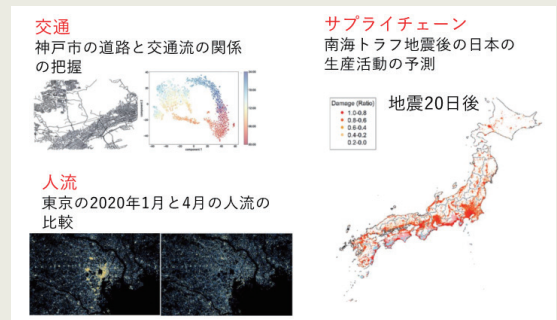 交通
神戸市の道路と交通流の関係
の把握
人流
東京の2020年1月と4月の人流の
比較
サプライチェーン
南海トラフ地震後の日本の
生産活動の予測
地震20日後
Damage (Ratio)
1.0-0.8
0.8-0.6
0.6-0.4
0.4-0.2
0.2-0.0